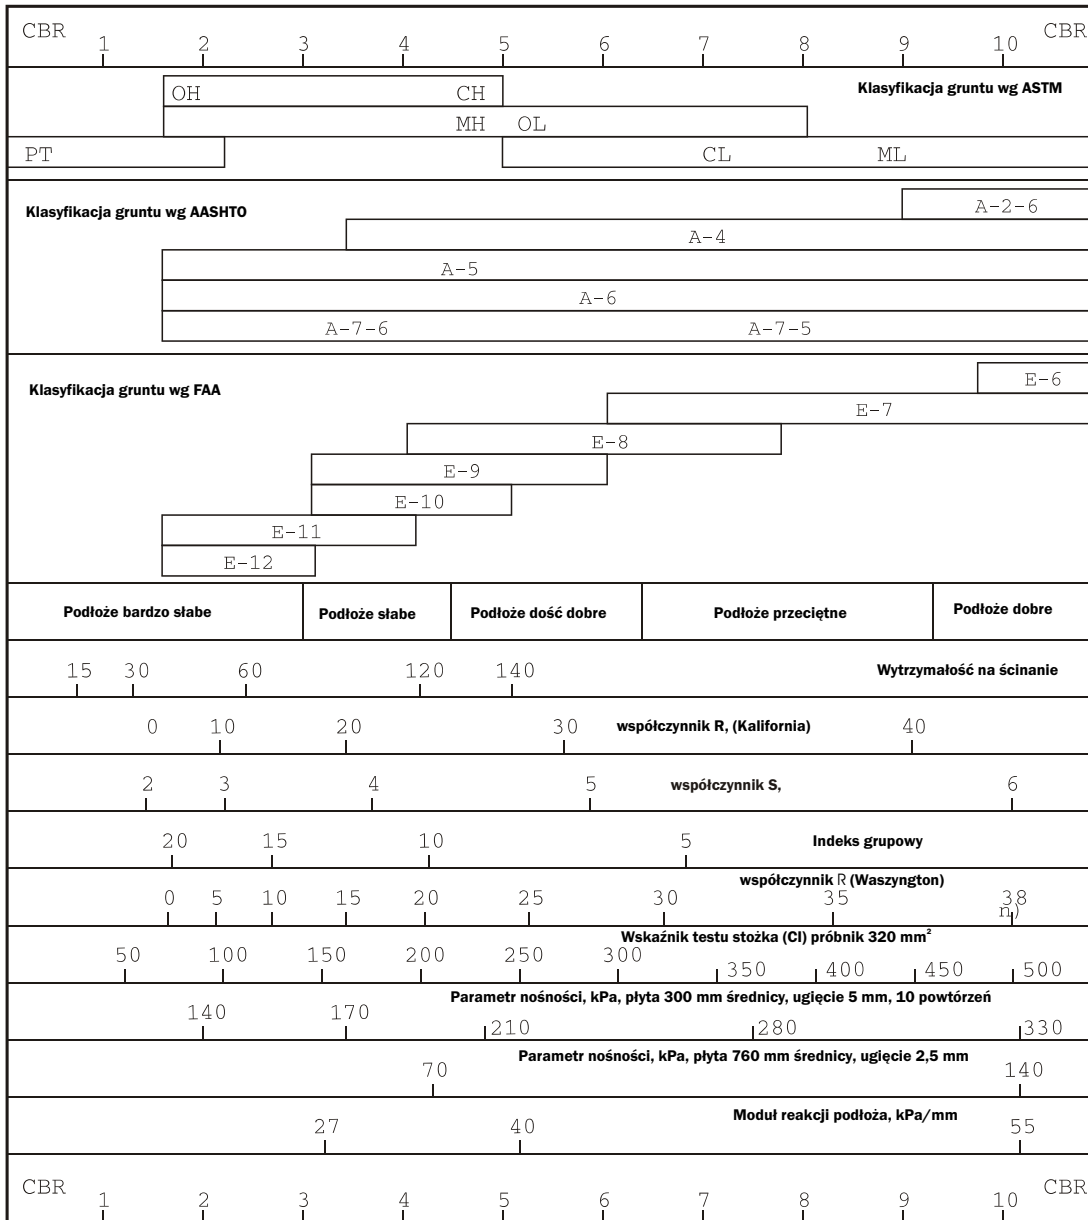 CBR 1 2 3 4 5 6 7 8 9 10 CBR
OH CH Klasyfikacja gruntu wg ASTM
MH OL
PT CL ML
A-2-6
Klasyfikacja gruntu wg AASHTO
A-4
A-5
A-6
A-7-6 A-7-5
E-6
Klasyfikacja gruntu wg FAA
E-7
E-8
E-9
E-10
E-11
E-12
Podłoże bardzo słabe Podłoże słabe Podłoże dość dobre Podłoże przeciętne Podłoże dobre
15 30 60 120 140 Wytrzymałość na ścinanie
0 10 20 30 współczynnik R, (Kalifornia) 40
2 3 4 5 współczynnik S, 6
20 15 10 5 Indeks grupowy
współczynnik R (Waszyngton)
0 5 10 15 20 25 30 35 38
n)
Wskaźnik testu stożka (CI) próbnik 320 mm²
50 100 150 200 250 300 350 400 450 500
Parametr nośności, kPa, płyta 300 mm średnicy, ugięcie 5 mm, 10 powtórzeń
140 170 210 280 330
Parametr nośności, kPa, płyta 760 mm średnicy, ugięcie 2,5 mm
70 140
Moduł reakcji podłoża, kPa/mm
27 40 55
CBR 1 2 3 4 5 6 7 8 9 10 CBR